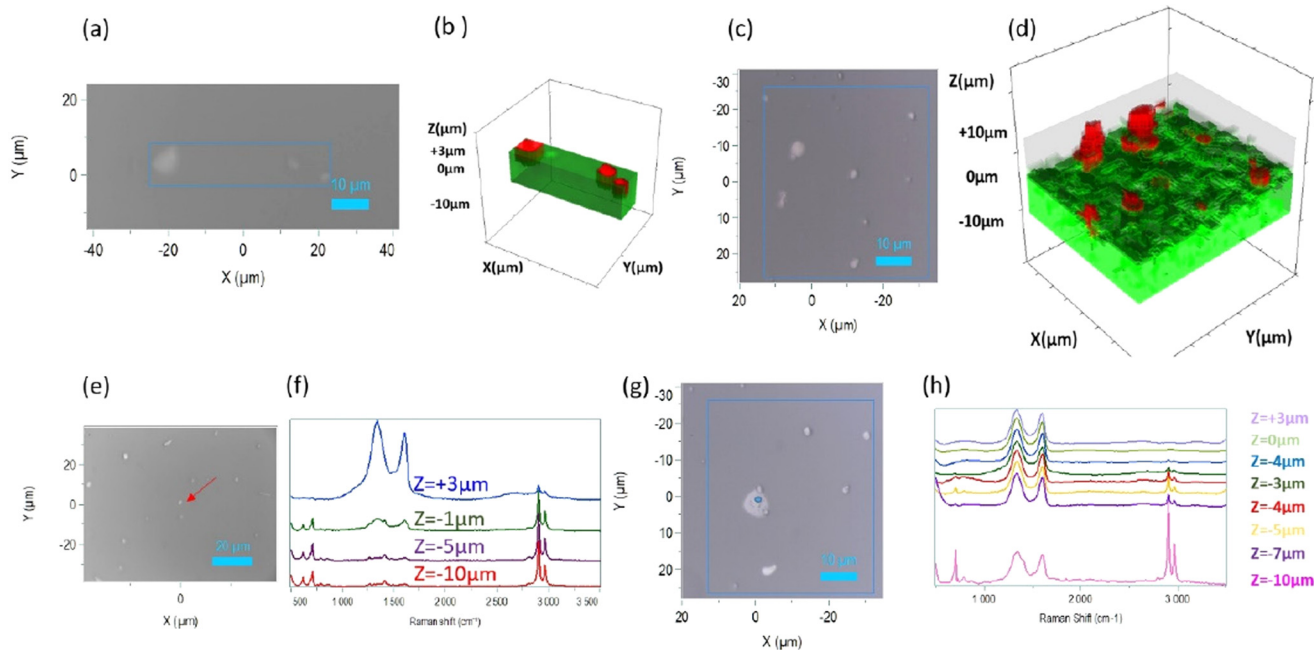 (a)
Y (µm)
20
0
10 µm
-40
-20
0
20
40
X (µm)
(b )
Z(µm)
+3µm
0µm
-10µm
X(µm)
Y(µm)
(c)
Y (µm)
-30
-20
-10
0
10
20
10 µm
20
0
-20
X (µm)
(d)
Z(µm)
+10µm
0µm
-10µm
X(µm)
Y(µm)
(e)
Y (µm)
20
0
-20
20 µm
0
X (µm)
(f)
Z=+3µm
Z=-1µm
Z=-5µm
Z=-10µm
500
1 000
1 500
2 000
2 500
3 000
3 500
Raman shift (cm⁻¹)
(g)
Y (µm)
-30
-20
-10
0
10
20
10 µm
20
0
-20
X (µm)
(h)
Z=+3µm
Z=0µm
Z=-4µm
Z=-3µm
Z=-4µm
Z=-5µm
Z=-7µm
Z=-10µm
1 000
2 000
3 000
Raman Shift (cm-1)